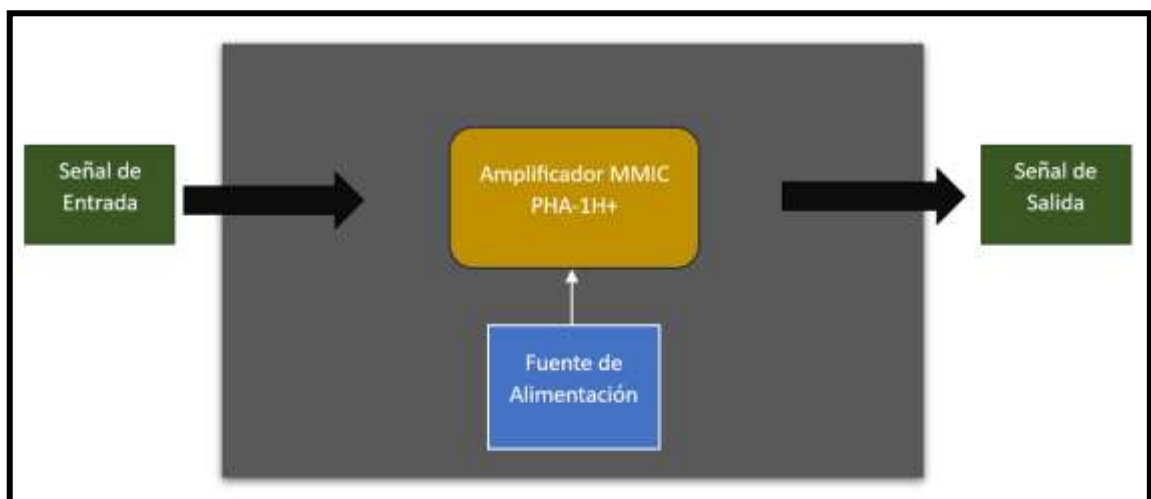 Señal de
Entrada
Amplificador MMIC
PHA-1H+
Señal de
Salida
Fuente de
Alimentación